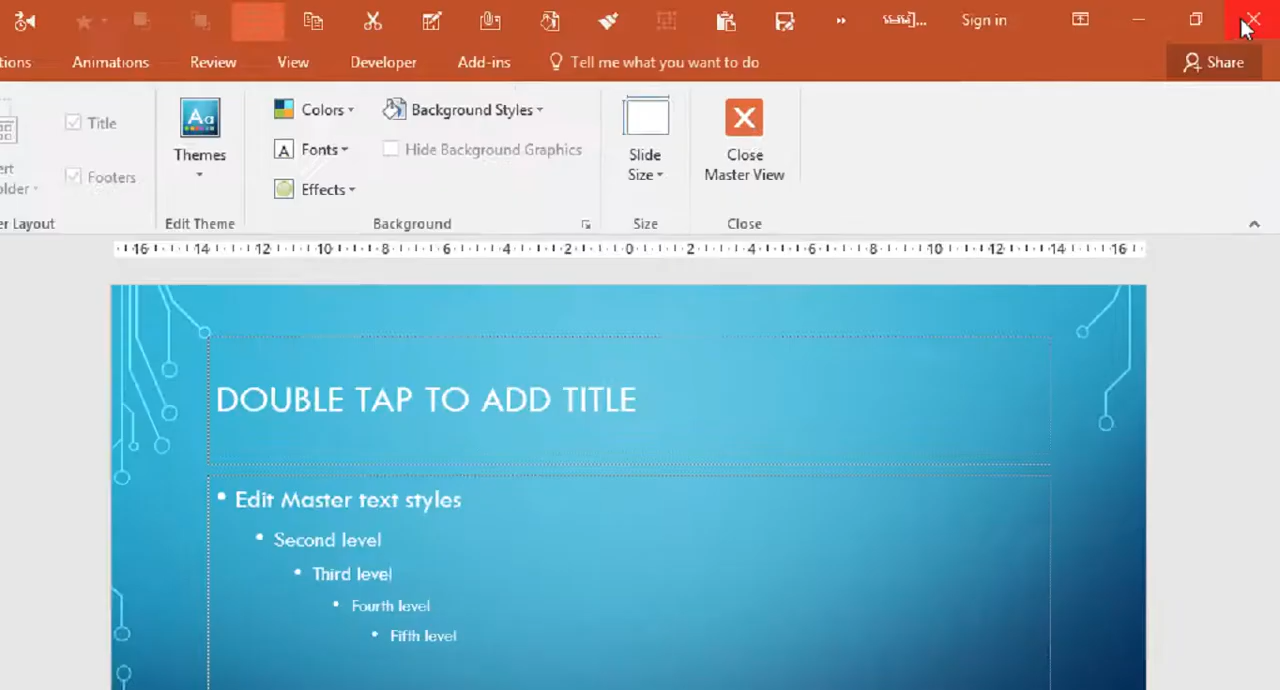 Sign in
tions Animations Review View Developer Add-ins Tell me what you want to do Share
Title
Footers
Aa
Themes
Colors
Fonts
Effects
Background Styles
Hide Background Graphics
Slide
Size
Close
Master View
er Layout Edit Theme Background Size Close
16 14 12 10 8 6 4 2 0 2 4 6 8 10 12 14 16
DOUBLE TAP TO ADD TITLE
• Edit Master text styles
• Second level
• Third level
• Fourth level
• Fifth level